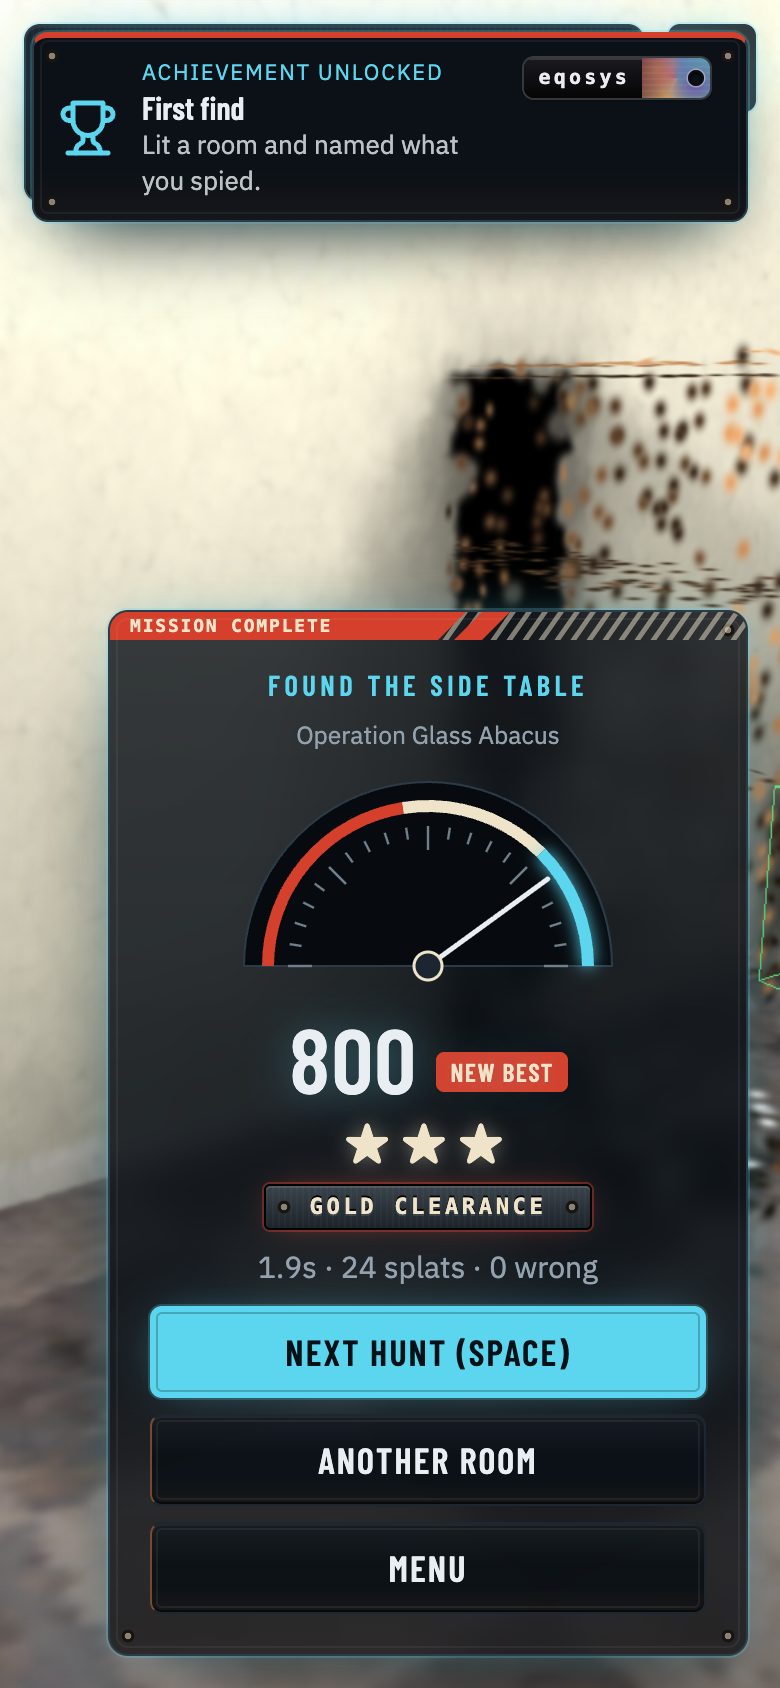 ACHIEVEMENT UNLOCKED
eqosys
First find
Lit a room and named what
you spied.
MISSION COMPLETE
FOUND THE SIDE TABLE
Operation Glass Abacus
800
NEW BEST
GOLD CLEARANCE
1.9s · 24 splats · 0 wrong
NEXT HUNT (SPACE)
ANOTHER ROOM
MENU